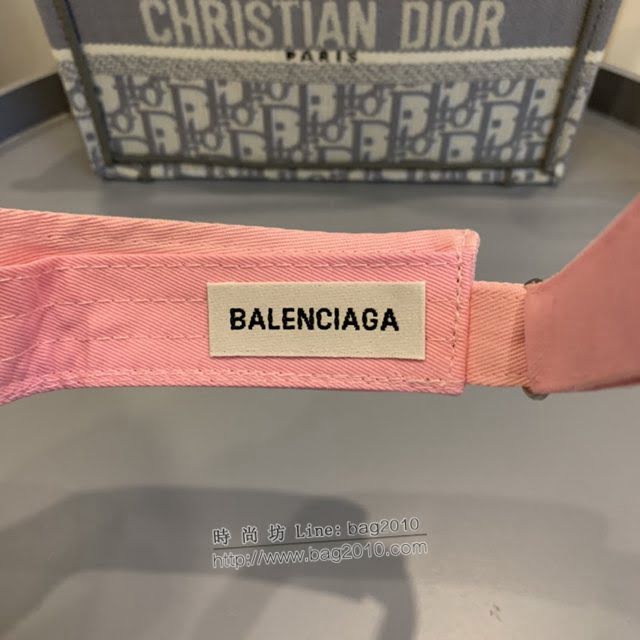 CHRISTIAN DIOR
PARIS
BALENCIAGA
時尚坊 Line: bag2010
http://www.bag2010.com